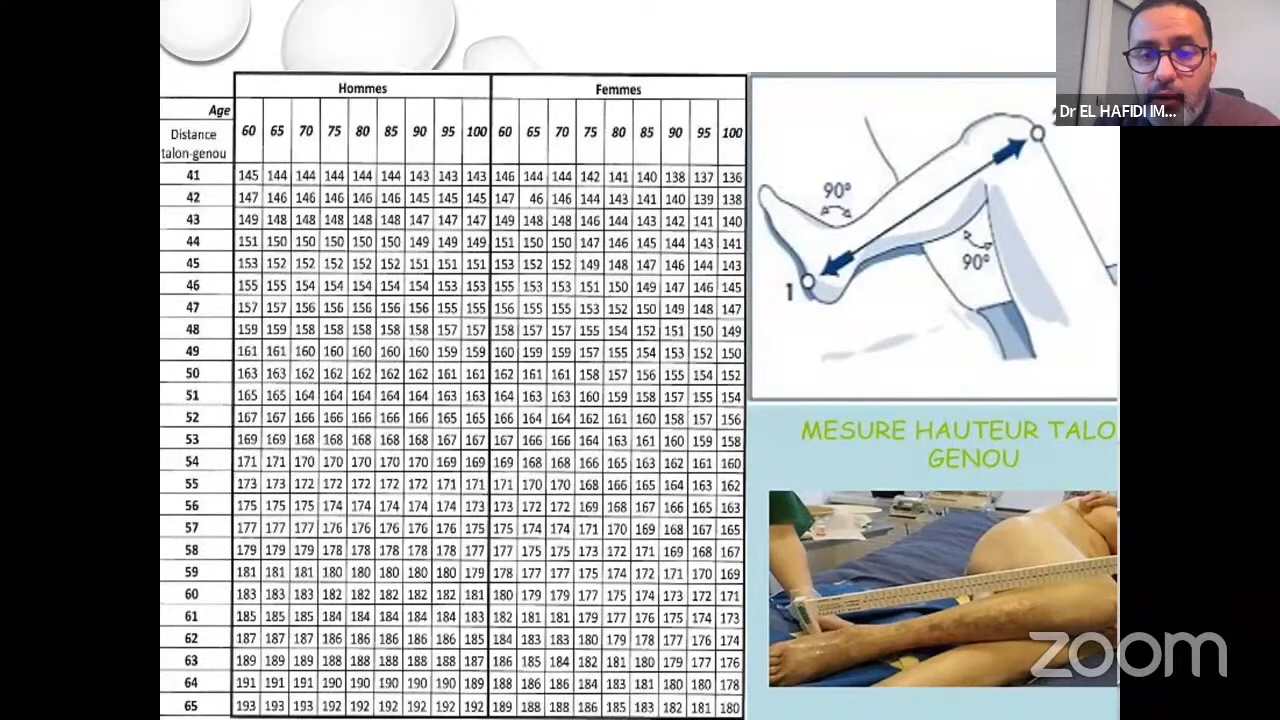 Hommes Femmes
Age
Distance
talon-genou
60 65 70 75 80 85 90 95 100 60 65 70 75 80 85 90 95 100
41 145 144 144 144 144 144 143 143 143 146 144 144 142 141 140 138 137 136
42 147 146 146 146 146 146 145 145 145 147 46 146 144 143 141 140 139 138
43 149 148 148 148 148 148 147 147 147 149 148 148 146 144 143 142 141 140
44 151 150 150 150 150 150 149 149 149 151 150 150 147 146 145 144 143 141
45 153 152 152 152 152 152 151 151 151 153 152 152 149 148 147 146 144 143
46 155 155 154 154 154 154 154 153 153 155 153 153 151 150 149 147 146 145
47 157 157 156 156 156 156 156 155 155 156 155 155 153 152 150 149 148 147
48 159 159 158 158 158 158 158 157 157 158 157 157 155 154 152 151 150 149
49 161 161 160 160 160 160 160 159 159 160 159 159 157 155 154 153 152 150
50 163 163 162 162 162 162 162 161 161 162 161 161 158 157 156 155 154 152
51 165 165 164 164 164 164 164 163 163 164 163 163 160 159 158 157 155 154
52 167 167 166 166 166 166 166 165 165 166 164 164 162 161 160 158 157 156
53 169 169 168 168 168 168 168 167 167 167 166 166 164 163 161 160 159 158
54 171 171 170 170 170 170 170 169 169 169 168 168 166 165 163 162 161 160
55 173 173 172 172 172 172 172 171 171 171 170 170 168 166 165 164 163 162
56 175 175 175 174 174 174 174 174 173 173 172 172 169 168 167 166 165 163
57 177 177 177 176 176 176 176 176 175 175 174 174 171 170 169 168 167 165
58 179 179 179 178 178 178 178 178 177 177 175 175 173 172 171 169 168 167
59 181 181 181 180 180 180 180 180 179 178 177 177 175 174 172 171 170 169
60 183 183 183 182 182 182 182 182 181 180 179 179 177 175 174 173 172 171
61 185 185 185 184 184 184 184 184 183 182 181 181 179 177 176 175 174 173
62 187 187 187 186 186 186 186 186 185 184 183 183 180 179 178 177 176 174
63 189 189 189 188 188 188 188 188 187 186 185 184 182 181 180 179 177 176
64 191 191 191 190 190 190 190 190 189 188 186 186 184 183 181 180 180 178
65 193 193 193 192 192 192 192 192 192 189 188 188 186 185 183 182 181 180
90º
90º
1
Dr EL HAFIDI IM...
MESURE HAUTEUR TALO
GENOU
zoom